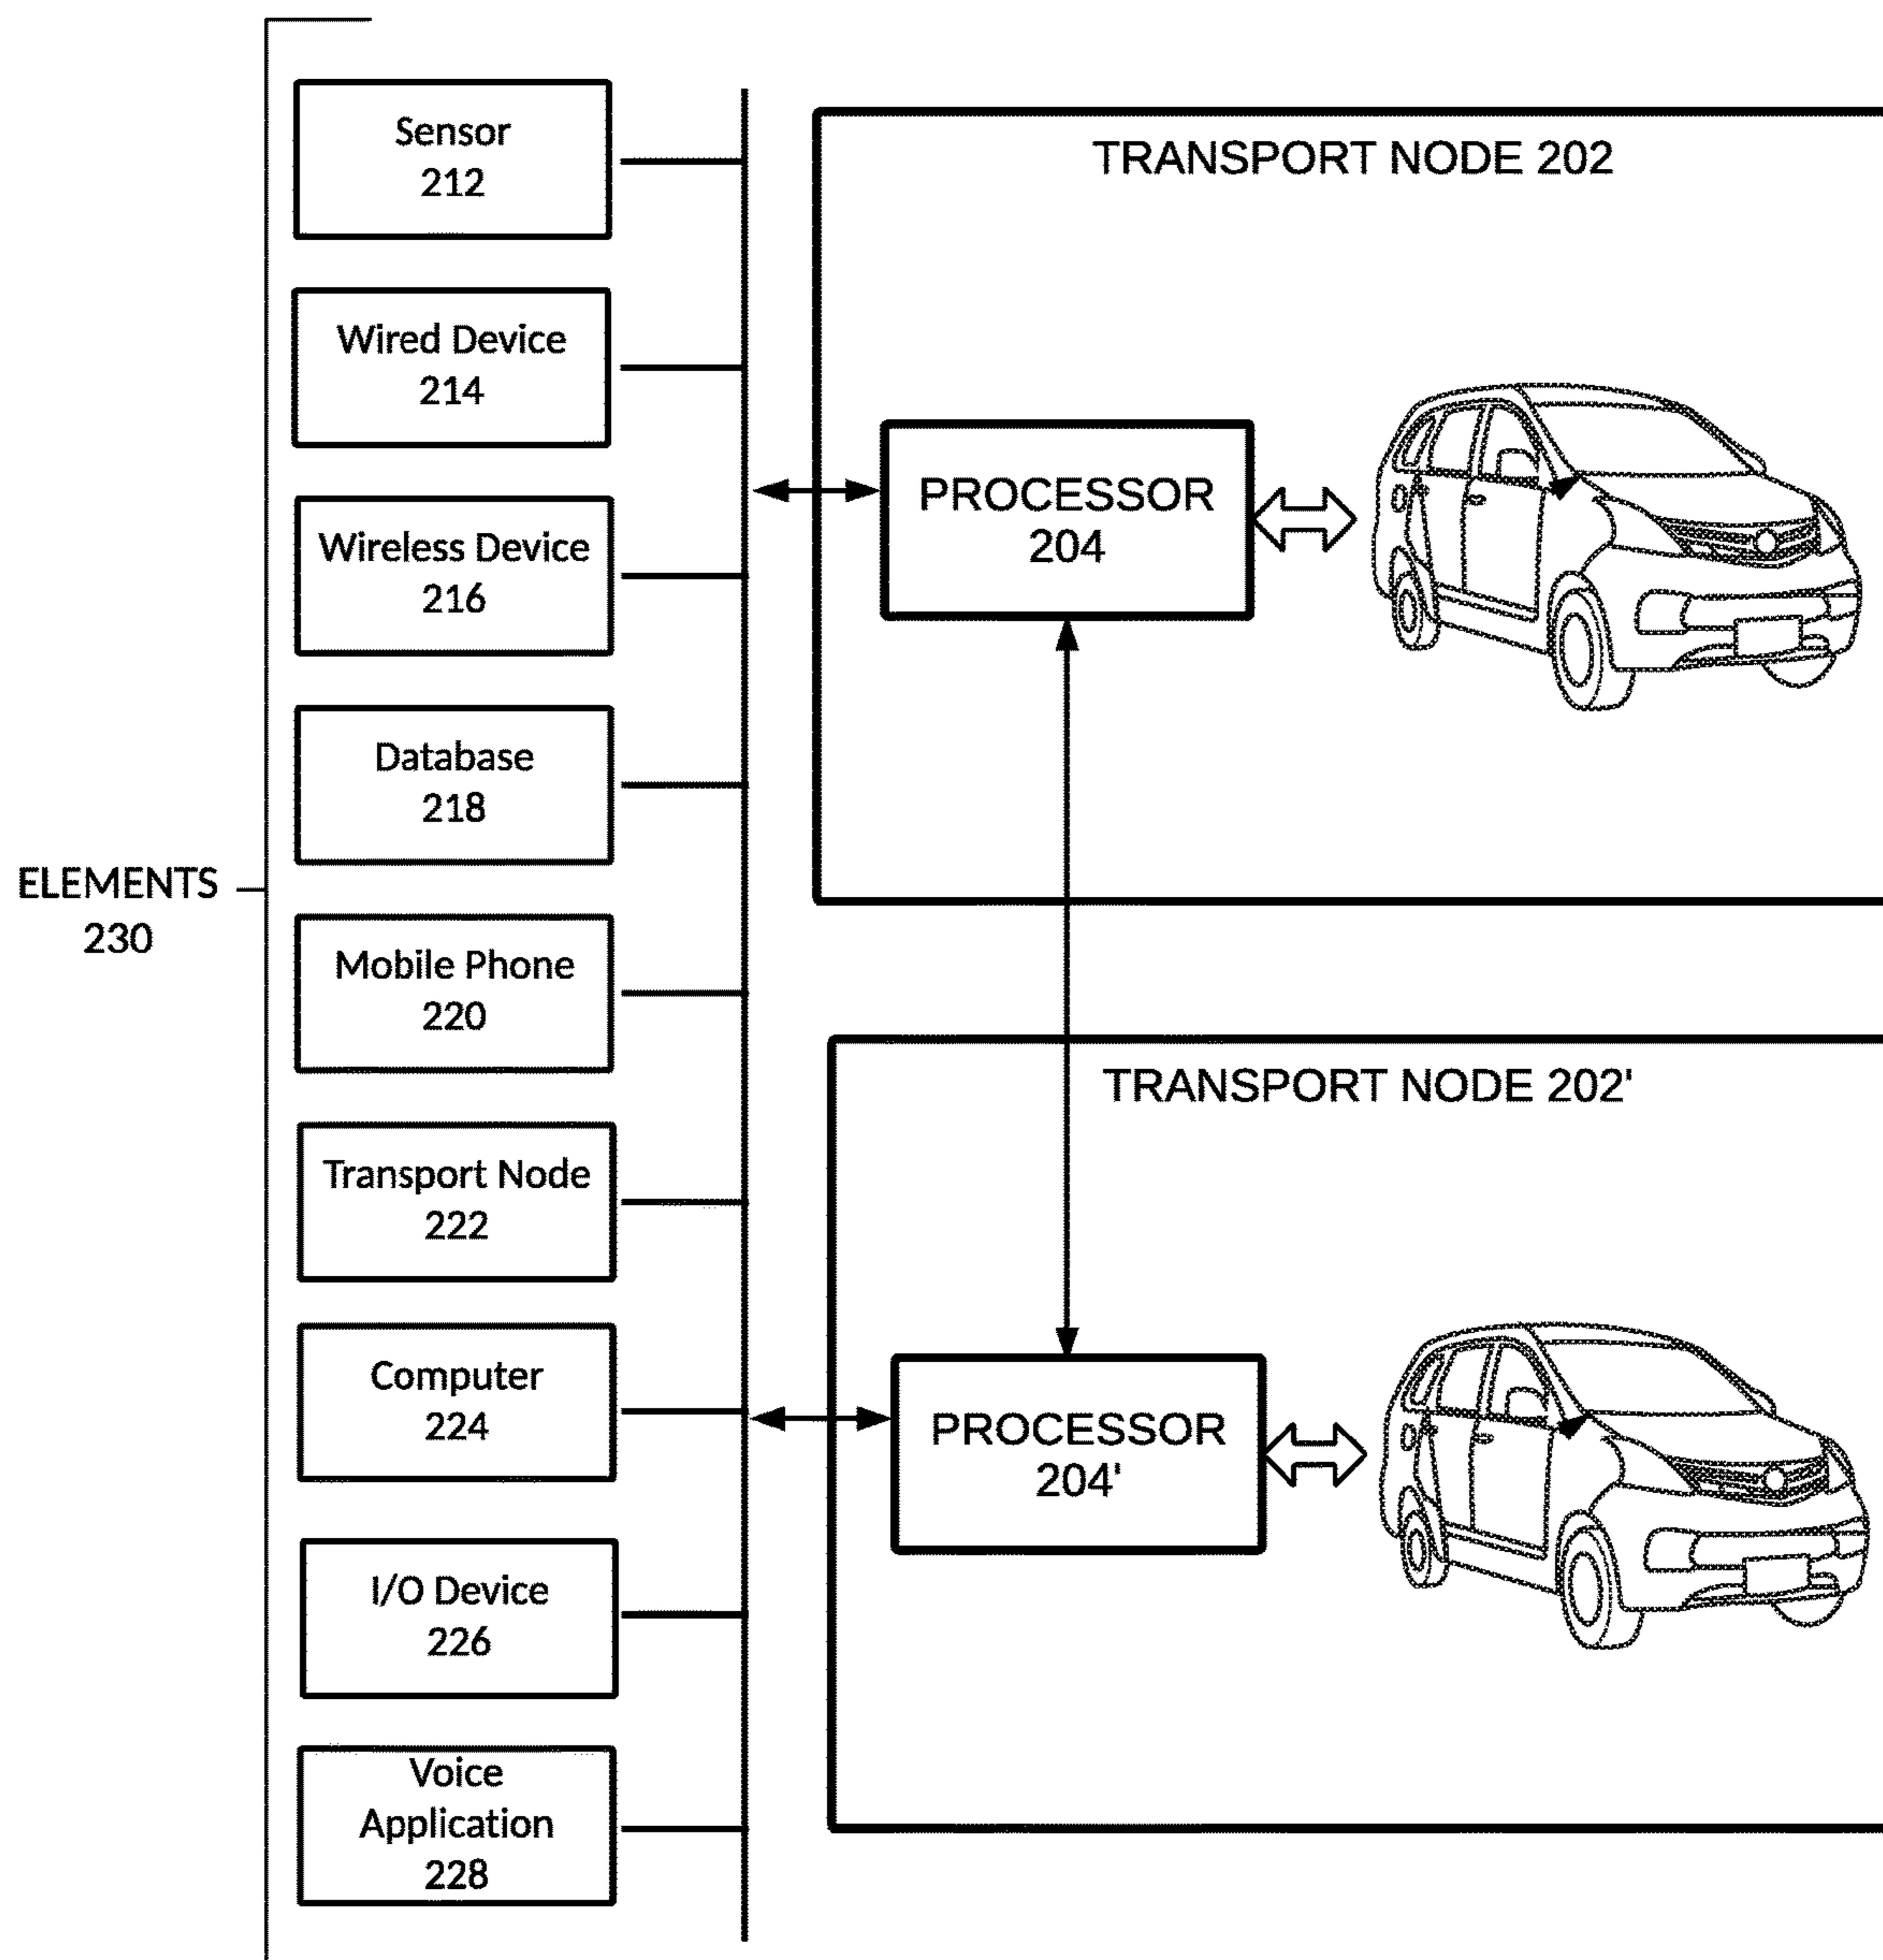 Sensor
212
Wired Device
214
Wireless Device
216
Database
218
ELEMENTS
230
Mobile Phone
220
Transport Node
222
Computer
224
I/O Device
226
Voice
Application
228
TRANSPORT NODE 202
PROCESSOR
204
TRANSPORT NODE 202'
PROCESSOR
204'